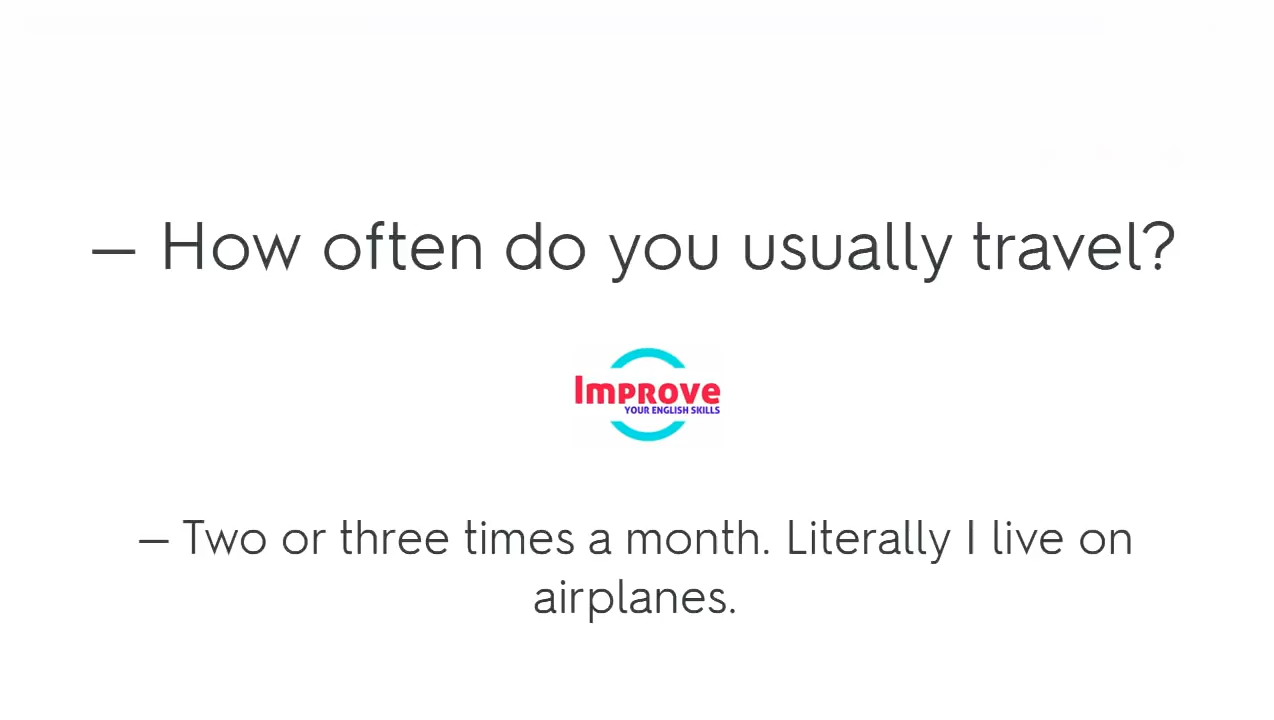 — How often do you usually travel?
Improve
YOUR ENGLISH SKILLS
— Two or three times a month. Literally I live on
airplanes.